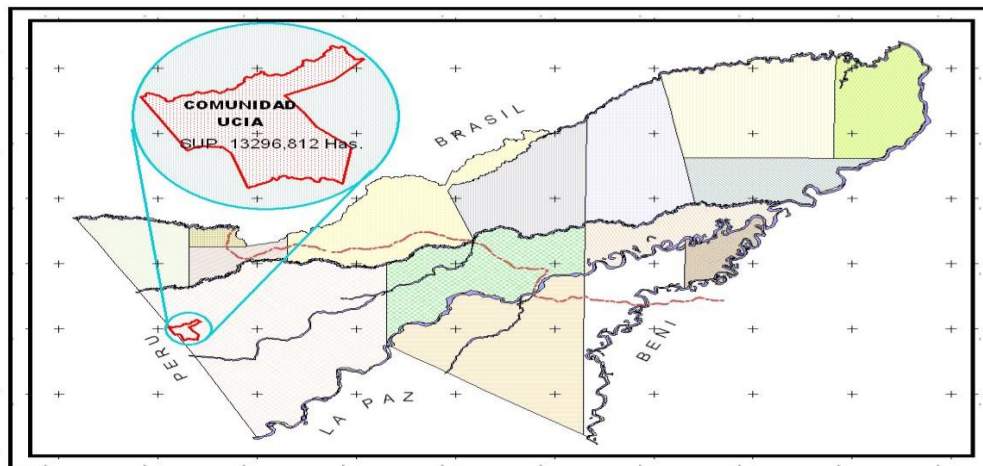 COMUNIDAD
UCIA
SUP. 13296,812 Has.
BRASIL
PERU
LA PAZ
BENI